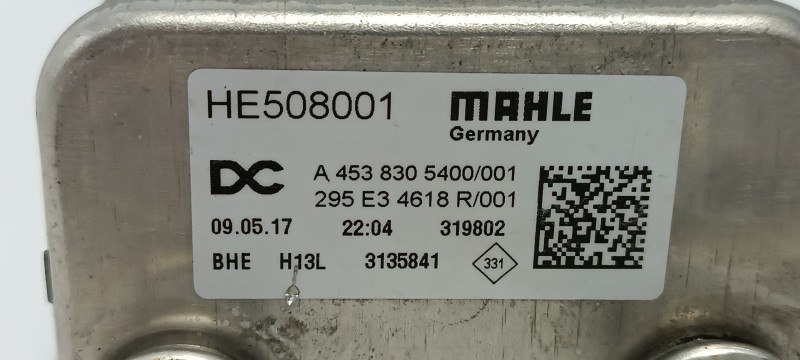 HE508001 MAHLE
Germany
DC A 453 830 5400/001
295 E3 4618 R/001
09.05.17 22:04 319802
BHE H13L 3135841 331